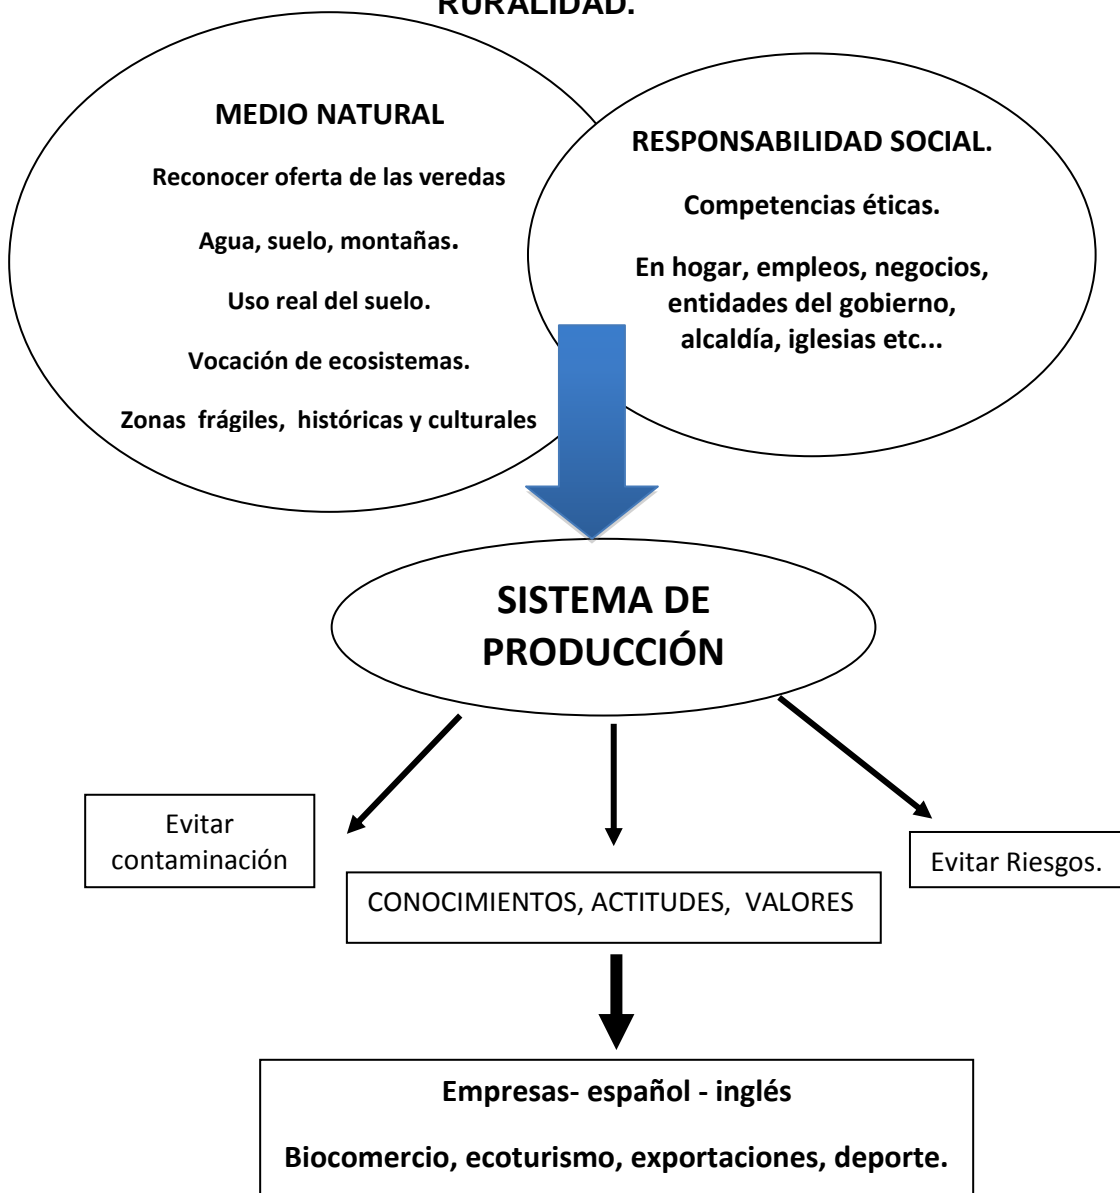 RURALIDAD.
MEDIO NATURAL
Reconocer oferta de las veredas
Agua, suelo, montañas.
Uso real del suelo.
Vocación de ecosistemas.
Zonas frágiles, históricas y culturales
RESPONSABILIDAD SOCIAL.
Competencias éticas.
En hogar, empleos, negocios,
entidades del gobierno,
alcaldía, iglesias etc...
SISTEMA DE
PRODUCCIÓN
Evitar
contaminación
CONOCIMIENTOS, ACTITUDES, VALORES
Evitar Riesgos.
Empresas- español - inglés
Biocomercio, ecoturismo, exportaciones, deporte.